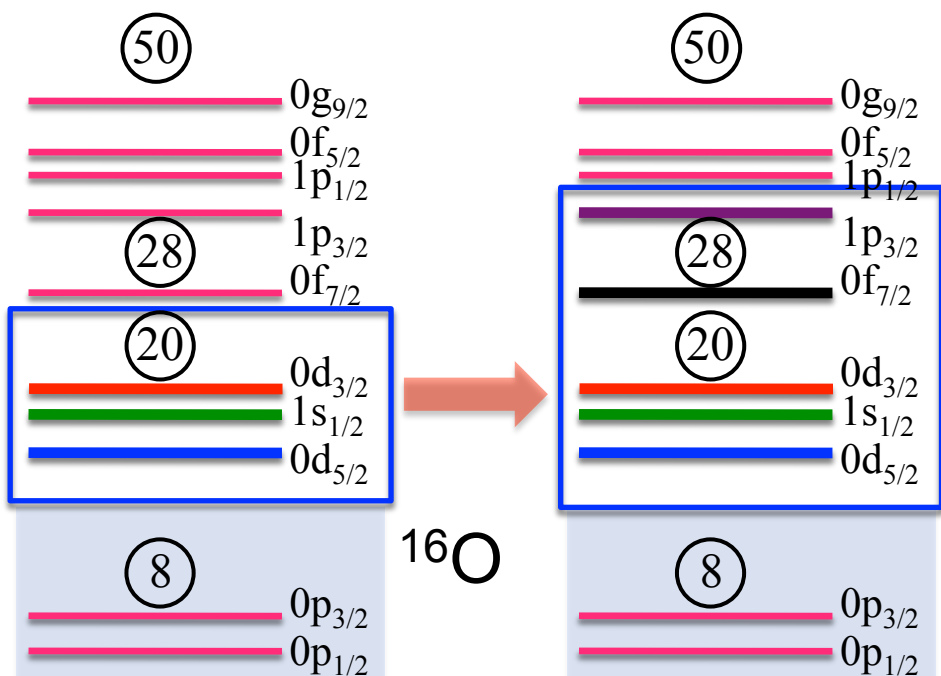 50
0g9/2
0f5/2
1p1/2
1p3/2
28
0f7/2
20
0d3/2
1s1/2
0d5/2
8
0p3/2
0p1/2
16O
50
0g9/2
0f5/2
1p1/2
1p3/2
28
0f7/2
20
0d3/2
1s1/2
0d5/2
8
0p3/2
0p1/2